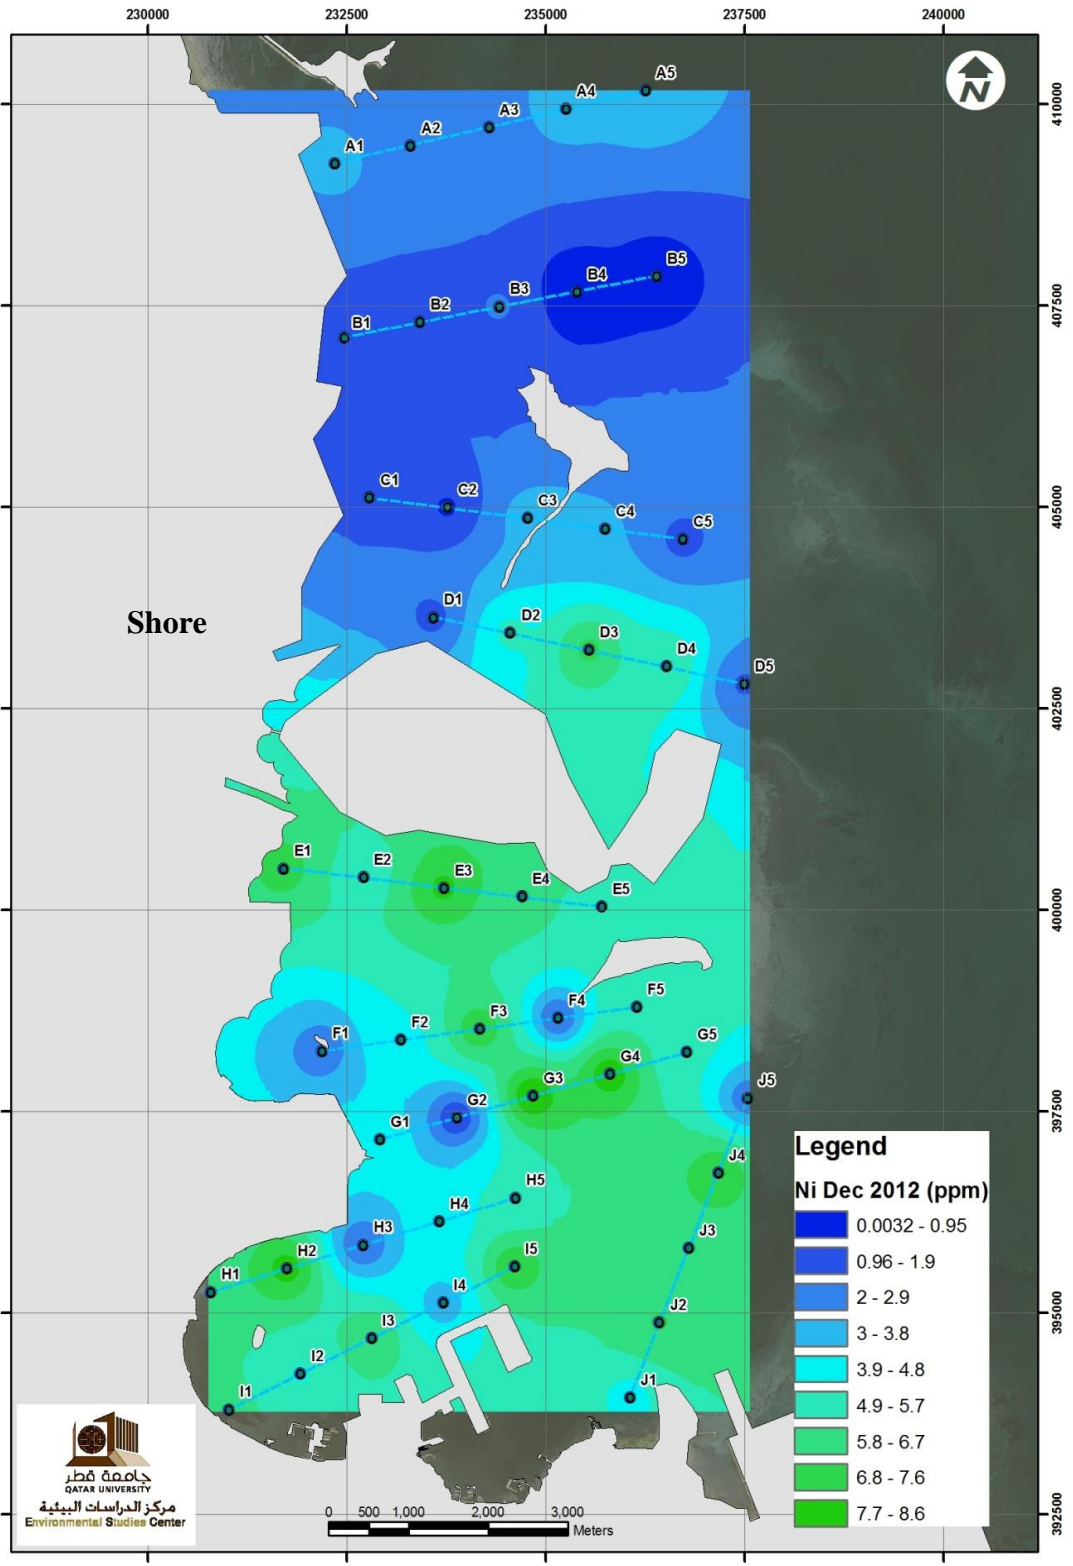 230000 232500 235000 237500 240000
N
A5
A4
A3
A2
A1
410000
B5
B4
B3
B2
B1
407500
C1
C2
C3
C4
C5
405000
Shore
D1
D2
D3
D4
D5
402500
E1
E2
E3
E4
E5
400000
F1
F2
F3
F4
F5
G5
G4
G3
G2
G1
397500
J5
J4
J3
J2
J1
H5
H4
H3
H2
H1
I5
I4
I3
I2
I1
395000
392500
Legend
Ni Dec 2012 (ppm)
0.0032 - 0.95
0.96 - 1.9
2 - 2.9
3 - 3.8
3.9 - 4.8
4.9 - 5.7
5.8 - 6.7
6.8 - 7.6
7.7 - 8.6
جامعة قطر
QATAR UNIVERSITY
مركز الدراسات البيئية
Environmental Studies Center
0 500 1,000 2,000 3,000
Meters